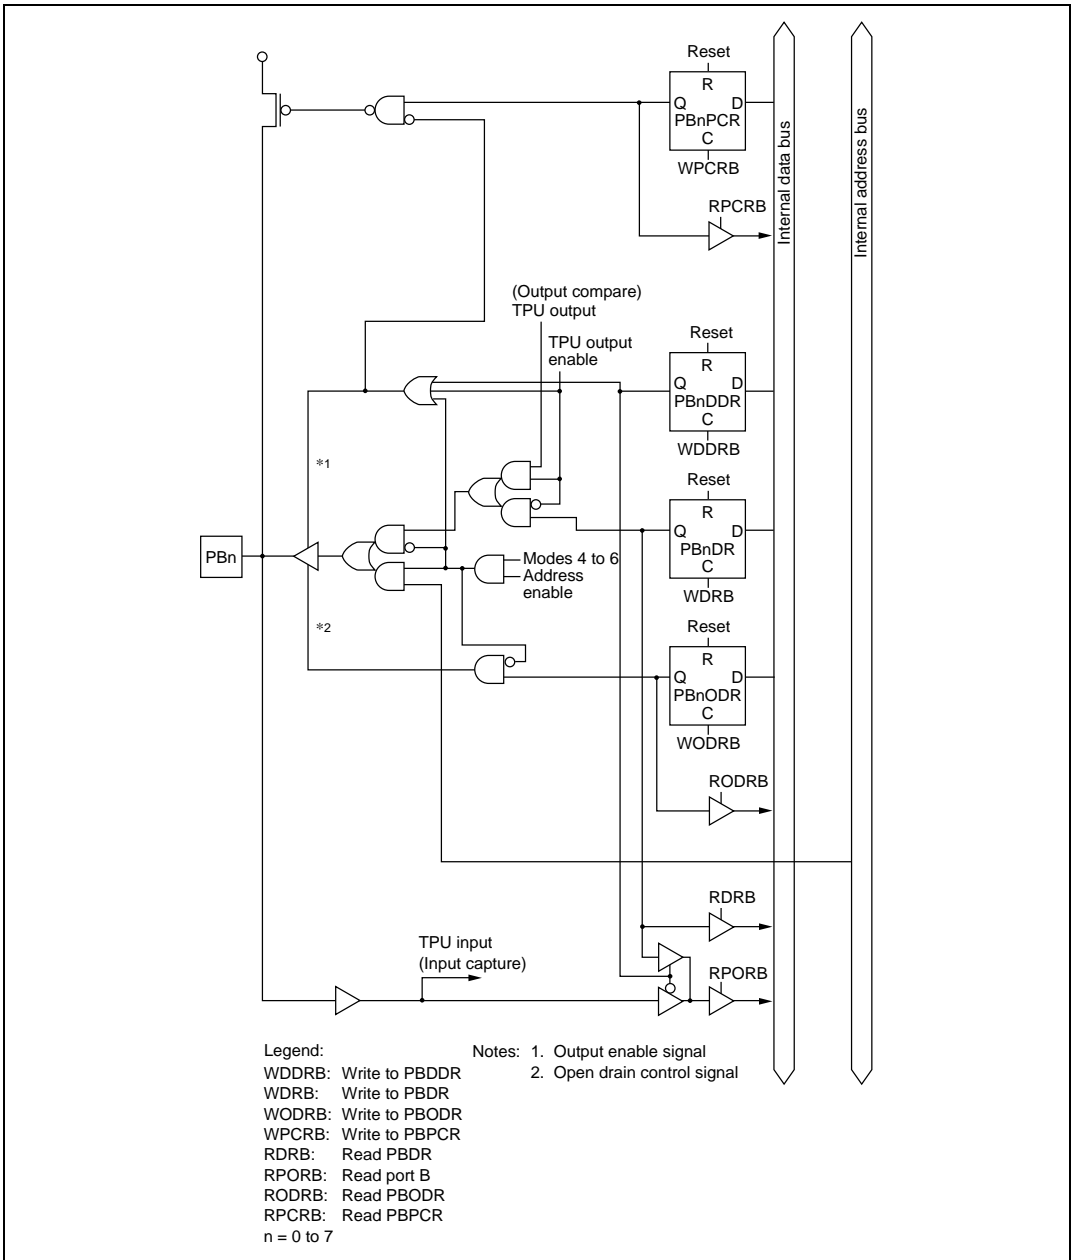 Reset
R
Q D
PBnPCR
C
WPCRB
RPCRB
Internal data bus
Internal address bus
(Output compare)
TPU output
TPU output
enable
Reset
R
Q D
PBnDDR
C
WDDRB
*1
Reset
R
Q D
PBnDR
C
WDRB
PBn
Modes 4 to 6
Address
enable
*2
Reset
R
Q D
PBnODR
C
WODRB
RODRB
RDRB
TPU input
(Input capture)
RPORB
Legend:
WDDRB: Write to PBDDR
WDRB: Write to PBDR
WODRB: Write to PBODR
WPCRB: Write to PBPCR
RDRB: Read PBDR
RPORB: Read port B
RODRB: Read PBODR
RPCRB: Read PBPCR
n = 0 to 7
Notes: 1. Output enable signal
2. Open drain control signal